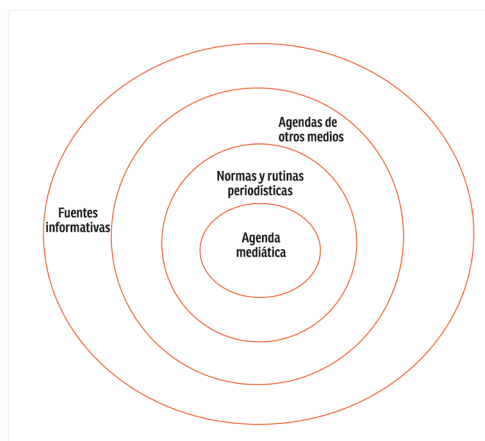 Agendas de
otros medios
Normas y rutinas
periodísticas
Fuentes
informativas
Agenda
mediática